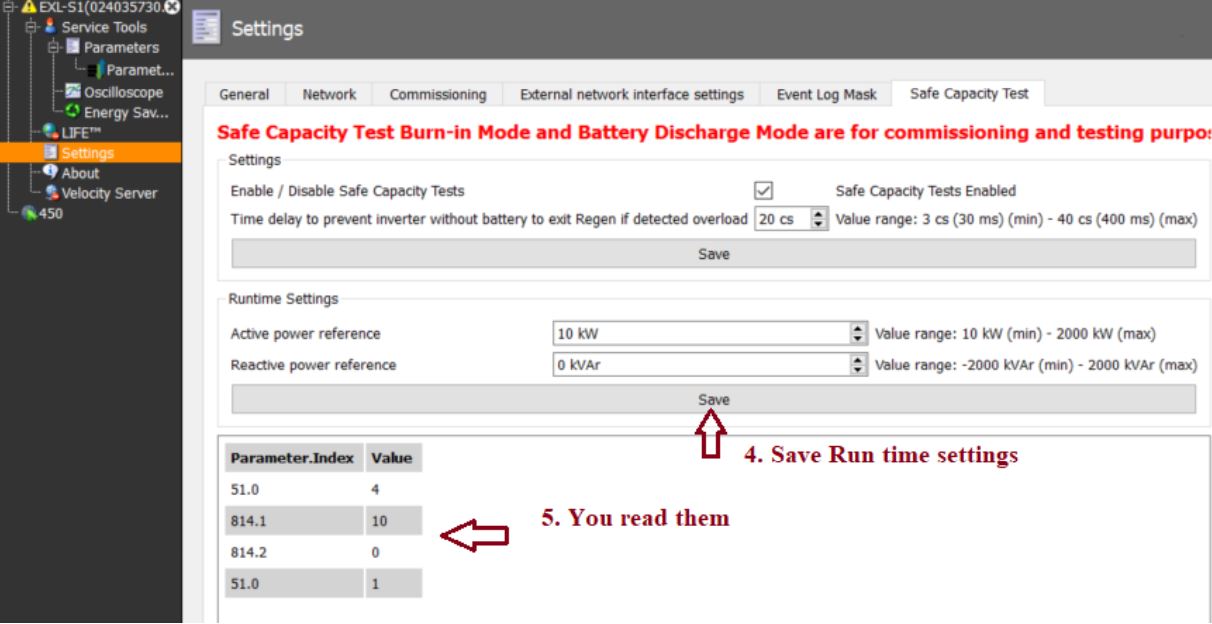 EXL-S1(024035730.
Service Tools
Parameters
Paramet...
Oscilloscope
Energy Sav...
LIFE™
Settings
About
Velocity Server
450
Settings
General Network Commissioning External network interface settings Event Log Mask Safe Capacity Test
Safe Capacity Test Burn-in Mode and Battery Discharge Mode are for commissioning and testing purpo
Settings
Enable / Disable Safe Capacity Tests Safe Capacity Tests Enabled
Time delay to prevent inverter without battery to exit Regen if detected overload 20 cs Value range: 3 cs (30 ms) (min) - 40 cs (400 ms) (max)
Save
Runtime Settings
Active power reference 10 kW Value range: 10 kW (min) - 2000 kW (max)
Reactive power reference 0 kVAr Value range: -2000 kVAr (min) - 2000 kVAr (max)
Save
4. Save Run time settings
Parameter.Index Value
51.0 4
814.1 10
814.2 0
51.0 1
5. You read them